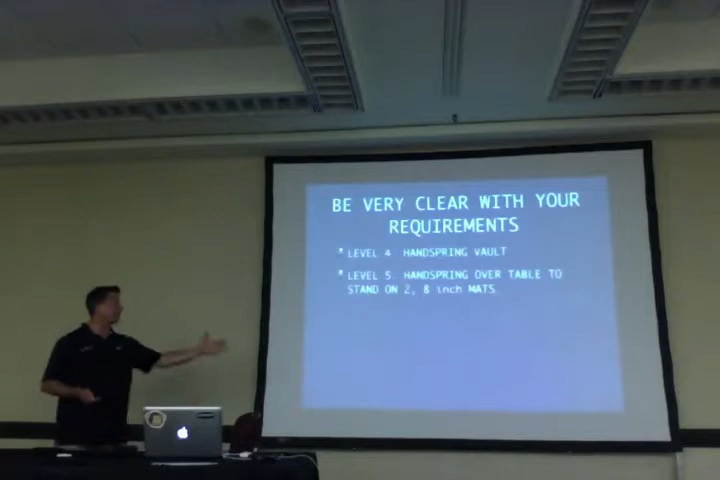 BE VERY CLEAR WITH YOUR
REQUIREMENTS
* LEVEL 4. HANDSPRING VAULT
* LEVEL 5. HANDSPRING OVER TABLE TO
STAND ON 2, 8 inch MATS.